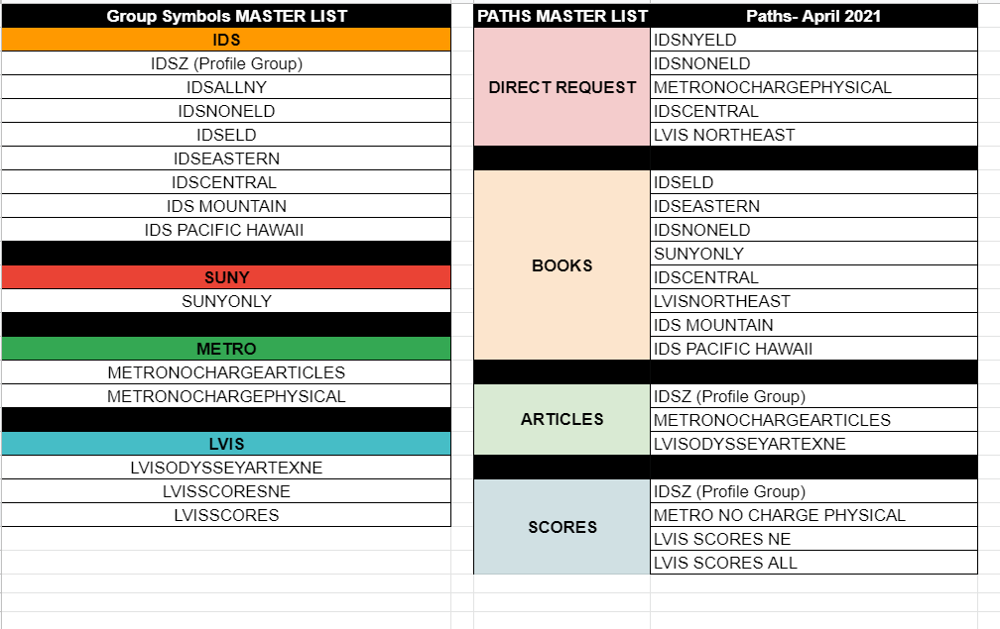 Group Symbols MASTER LIST
IDS
IDSZ (Profile Group)
IDSALLNY
IDSNONELD
IDSELD
IDSEASTERN
IDSCENTRAL
IDS MOUNTAIN
IDS PACIFIC HAWAII
SUNY
SUNYONLY
METRO
METRONOCHARGEARTICLES
METRONOCHARGEPHYSICAL
LVIS
LVISODYSSEYARTEXNE
LVISSCORESNE
LVISSCORES
PATHS MASTER LIST Paths- April 2021
DIRECT REQUEST
IDSNYELD
IDSNONELD
METRONOCHARGEPHYSICAL
IDSCENTRAL
LVIS NORTHEAST
BOOKS
IDSELD
IDSEASTERN
IDSNONELD
SUNYONLY
IDSCENTRAL
LVISNORTHEAST
IDS MOUNTAIN
IDS PACIFIC HAWAII
ARTICLES
IDSZ (Profile Group)
METRONOCHARGEARTICLES
LVISODYSSEYARTEXNE
SCORES
IDSZ (Profile Group)
METRO NO CHARGE PHYSICAL
LVIS SCORES NE
LVIS SCORES ALL